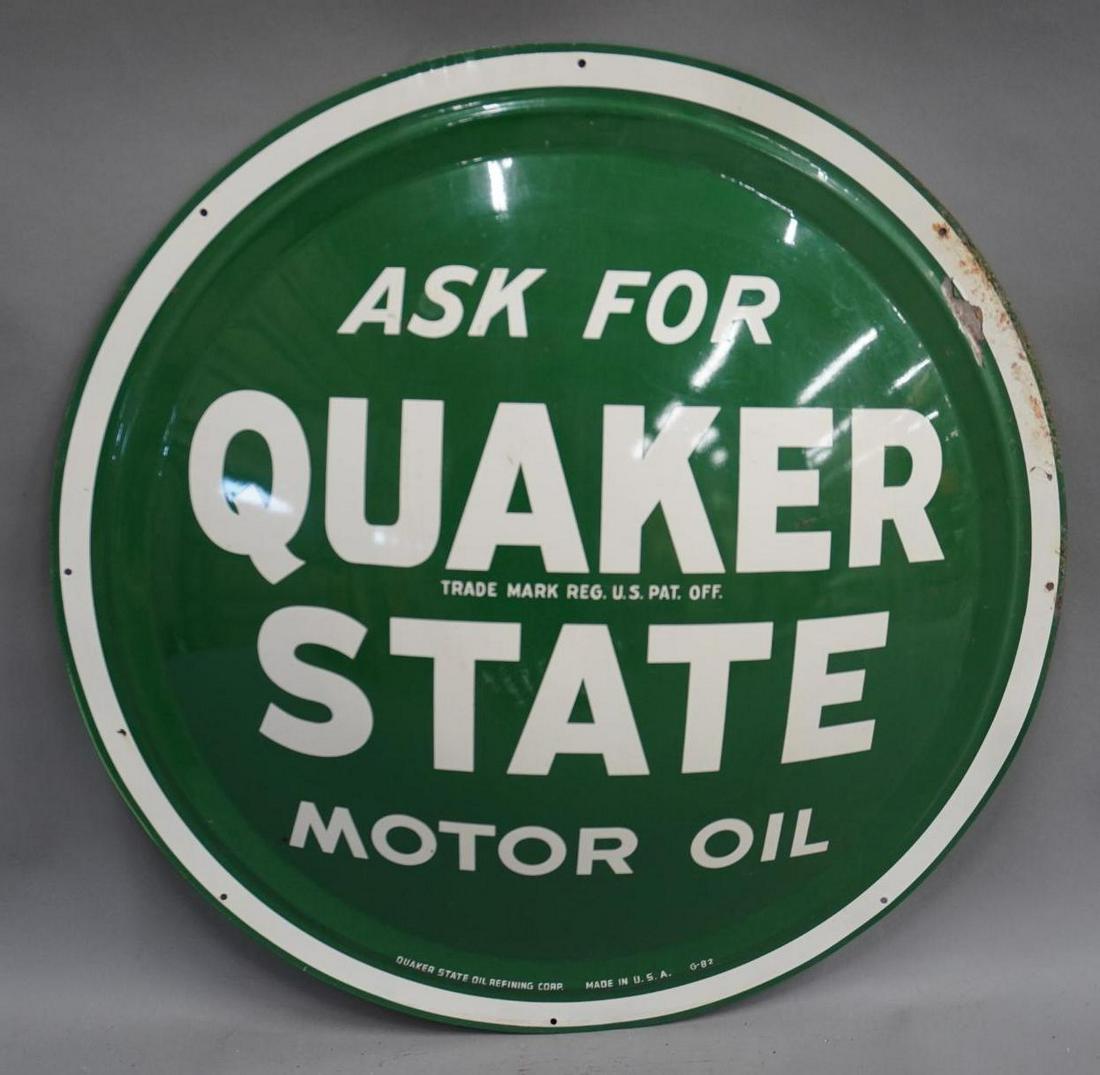 ASK FOR
QUAKER
TRADE MARK REG. U.S. PAT. OFF.
STATE
MOTOR OIL
QUAKER STATE OIL REFINING CORP. MADE IN U.S.A. G-82